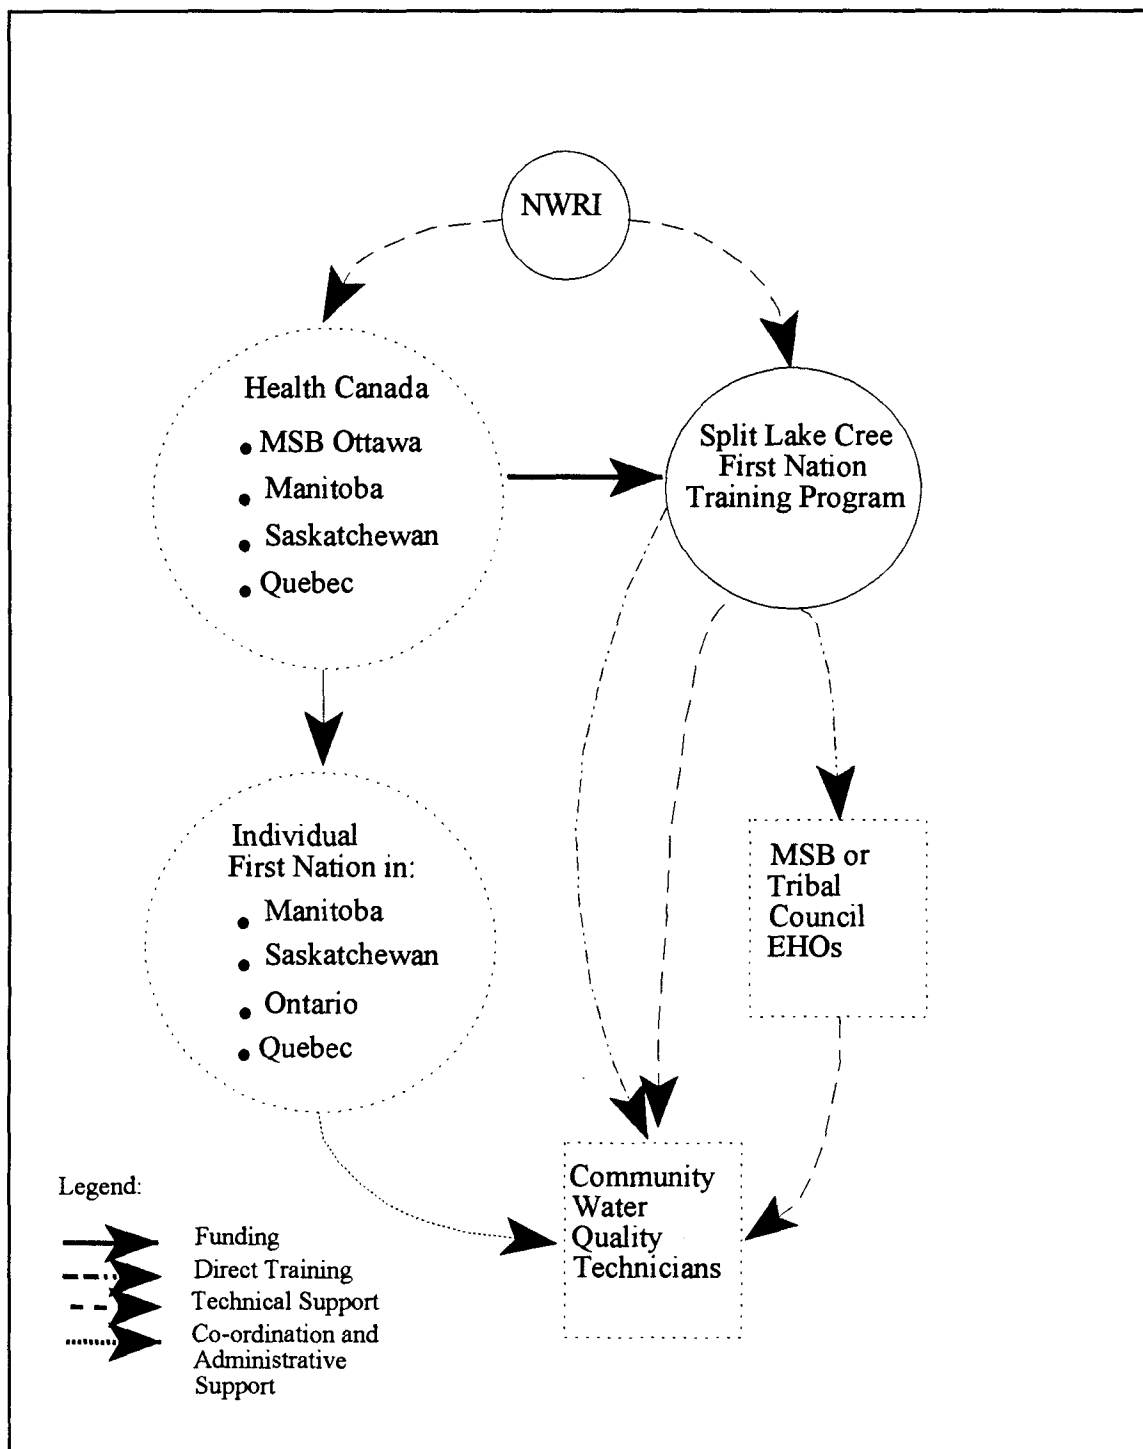 NWRI
Health Canada
• MSB Ottawa
• Manitoba
• Saskatchewan
• Quebec
Split Lake Cree
First Nation
Training Program
Individual
First Nation in:
• Manitoba
• Saskatchewan
• Ontario
• Quebec
MSB or
Tribal
Council
EHOs
Community
Water
Quality
Technicians
Legend:
Funding
Direct Training
Technical Support
Co-ordination and
Administrative
Support